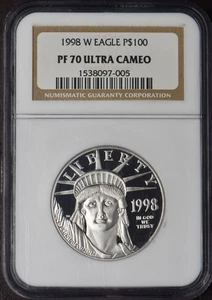 1998 W EAGLE P$100
PF 70 ULTRA CAMEO
1538097-005
NUMISMATIC GUARANTY CORPORATION
LIBERTY
1998
IN GOD
WE TRUST